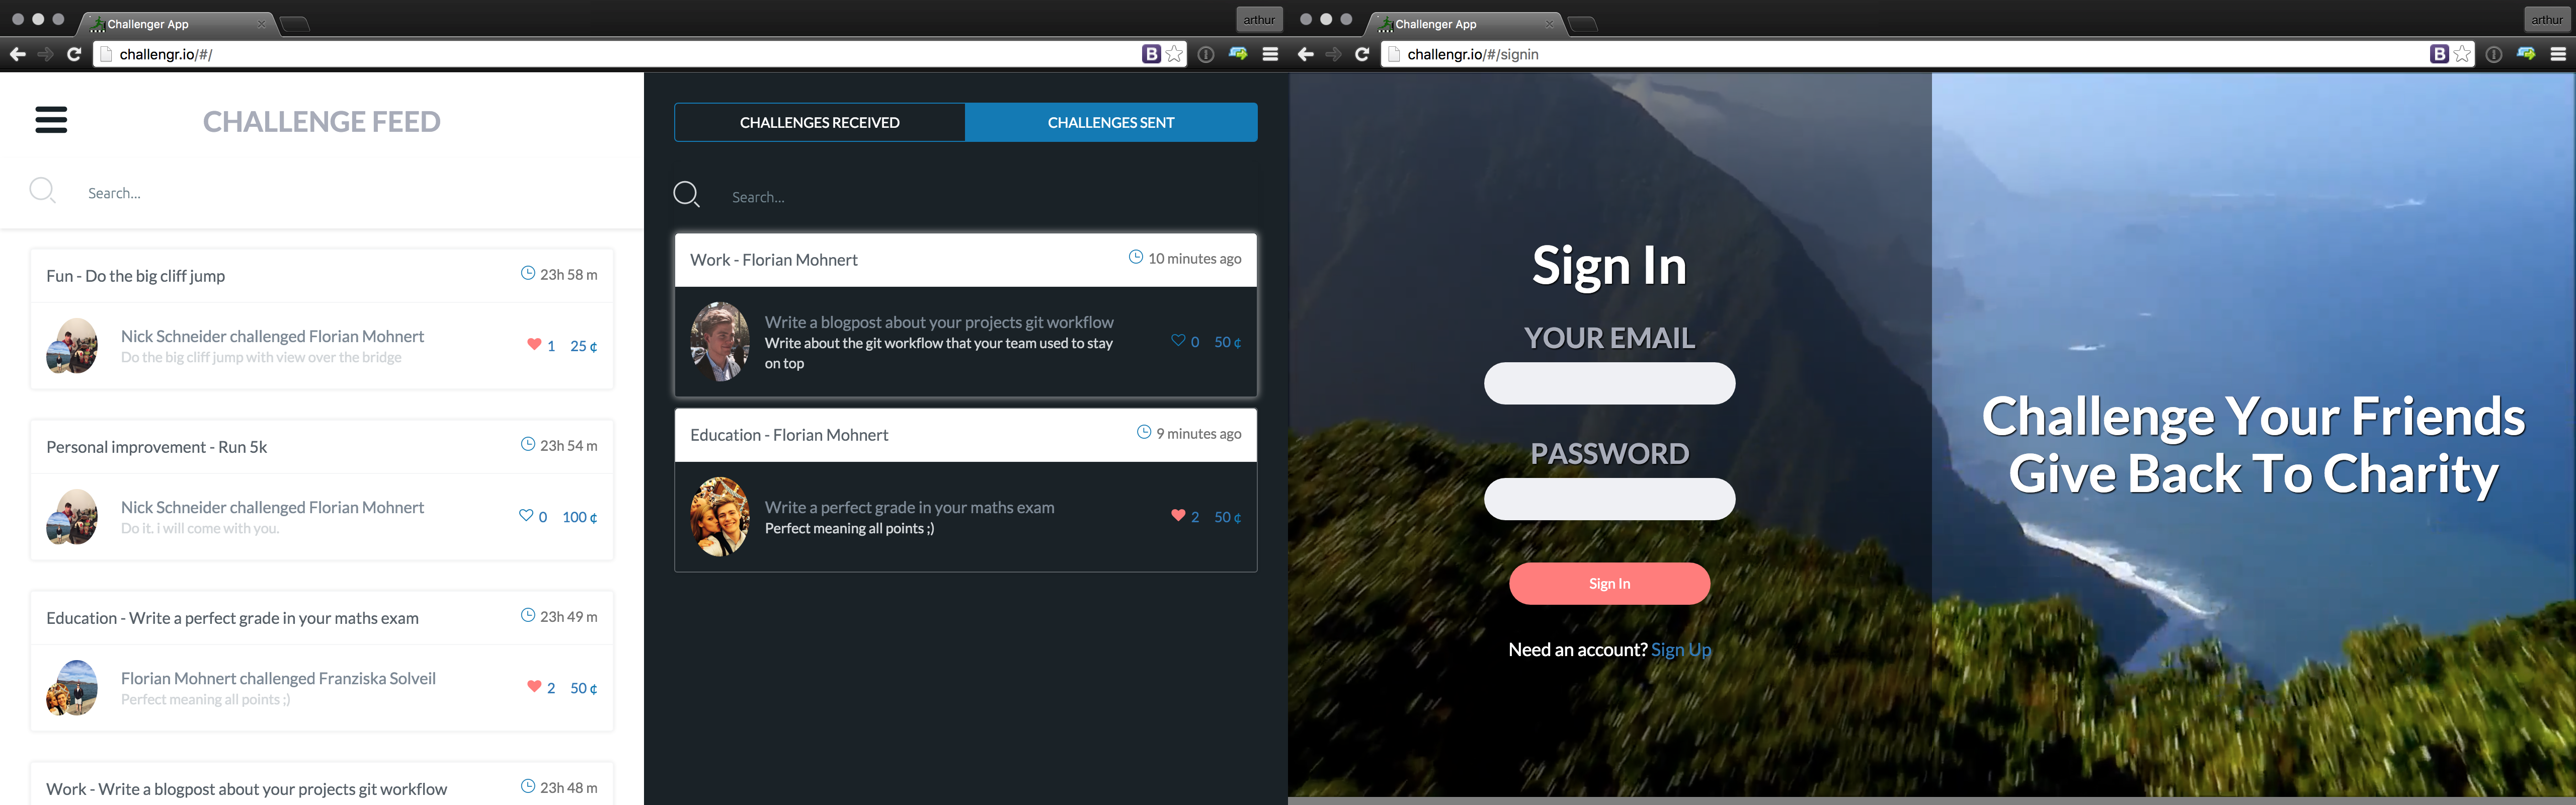 Challenger App
arthur
challengr.io/#/
CHALLENGE FEED
Search...
Fun - Do the big cliff jump
23h 58 m
Nick Schneider challenged Florian Mohnert
Do the big cliff jump with view over the bridge
1 25 ¢
Personal improvement - Run 5k
23h 54 m
Nick Schneider challenged Florian Mohnert
Do it. i will come with you.
0 100 ¢
Education - Write a perfect grade in your maths exam
23h 49 m
Florian Mohnert challenged Franziska Solveil
Perfect meaning all points ;)
2 50 ¢
Work - Write a blogpost about your projects git workflow
23h 48 m
CHALLENGES RECEIVED
CHALLENGES SENT
Search...
Work - Florian Mohnert
10 minutes ago
Write a blogpost about your projects git workflow
Write about the git workflow that your team used to stay
on top
0 50 ¢
Education - Florian Mohnert
9 minutes ago
Write a perfect grade in your maths exam
Perfect meaning all points ;)
2 50 ¢
Challenger App
arthur
challengr.io/#/signin
Sign In
YOUR EMAIL
PASSWORD
Sign In
Need an account? Sign Up
Challenge Your Friends
Give Back To Charity